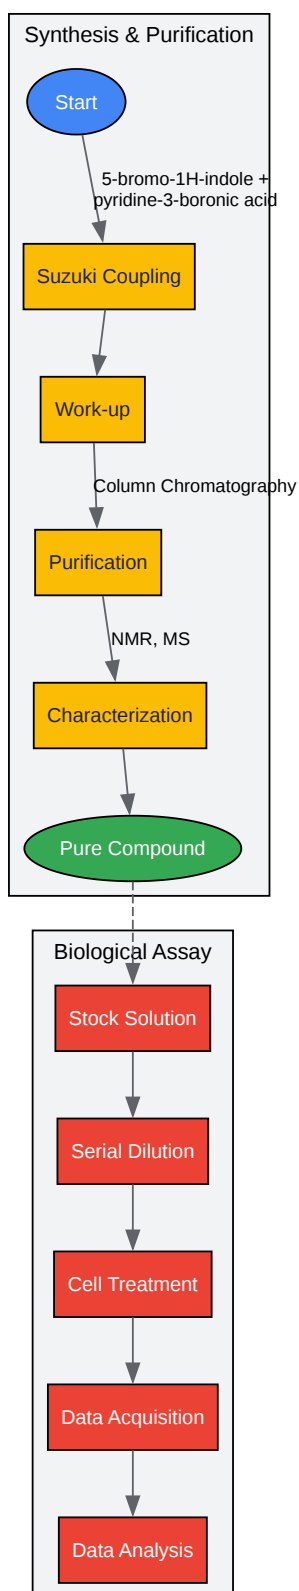 Synthesis & Purification
Start
5-bromo-1H-indole +
pyridine-3-boronic acid
Suzuki Coupling
Work-up
Column Chromatography
Purification
NMR, MS
Characterization
Pure Compound
Biological Assay
Stock Solution
Serial Dilution
Cell Treatment
Data Acquisition
Data Analysis